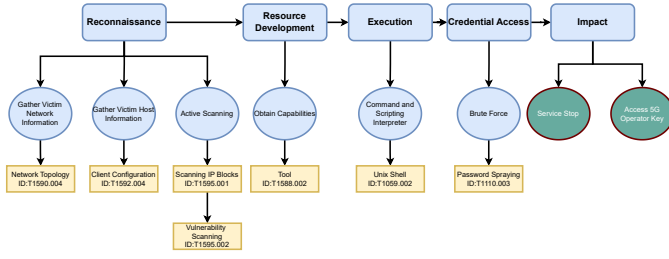 Reconnaissance
Resource
Development
Execution
Credential Access
Impact
Gather Victim
Network
Information
Gather Victim Host
Information
Active Scanning
Obtain Capabilities
Command and
Scripting
Interpreter
Brute Force
Service Stop
Access 5G
Operator Key
Network Topology
ID:T1590.004
Client Configuration
ID:T1592.004
Scanning IP Blocks
ID:T1595.001
Tool
ID:T1588.002
Unix Shell
ID:T1059.002
Password Spraying
ID:T1110.003
Vulnerability
Scanning
ID:T1595.002